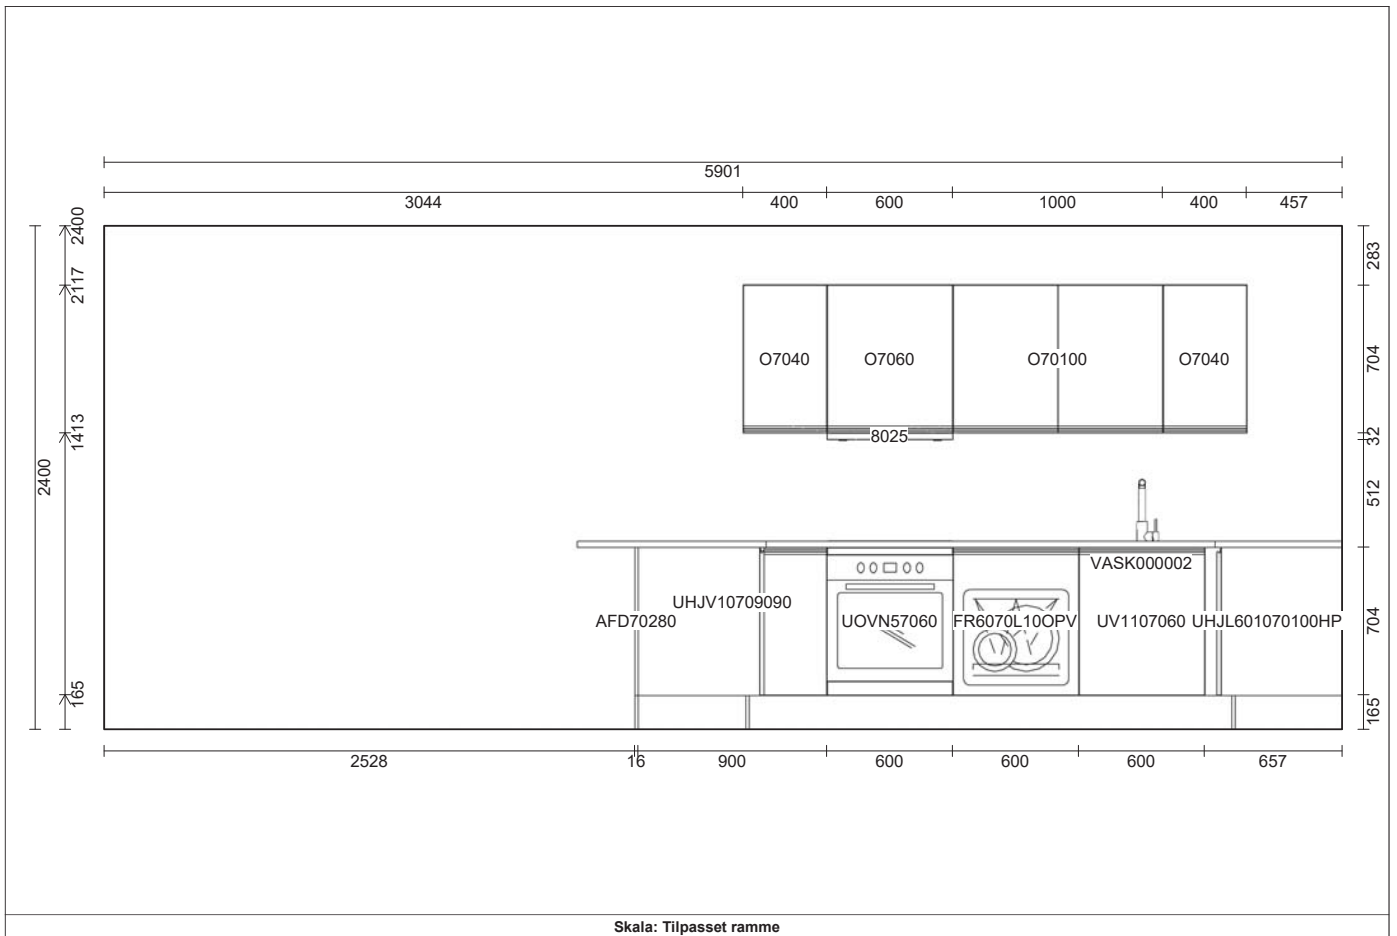 5901
3044 400 600 1000 400 457
2400
2117
1413
165
2400
283
704
32
512
704
165
O7040 O7060 O70100 O7040
8025
VASK000002
UHJV10709090
AFD70280 UOVN57060 FR6070L10OPV UV1107060 UHJL601070100HP
2528 16 900 600 600 600 657
Skala: Tilpasset ramme